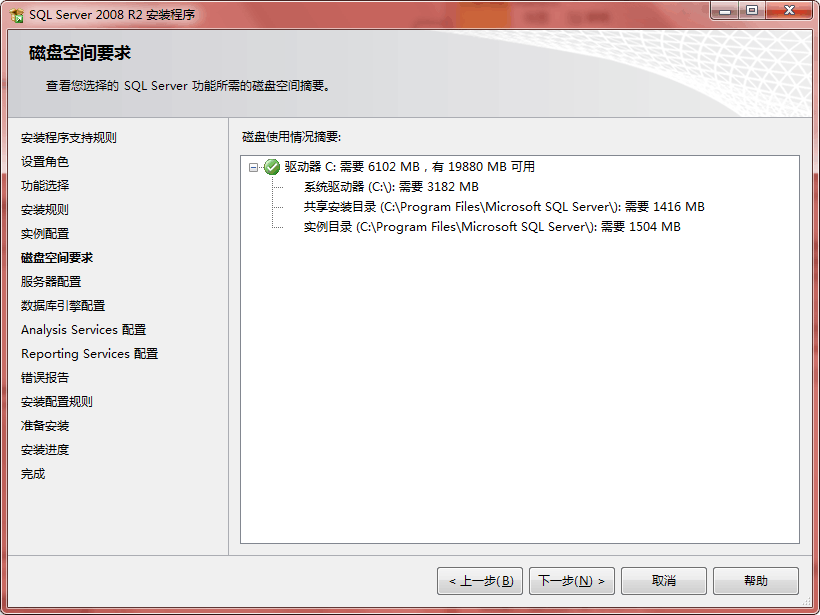 SQL Server 2008 R2 安装程序
磁盘空间要求
查看您选择的 SQL Server 功能所需的磁盘空间摘要。
安装程序支持规则
设置角色
功能选择
安装规则
实例配置
磁盘空间要求
服务器配置
数据库引擎配置
Analysis Services 配置
Reporting Services 配置
错误报告
安装配置规则
准备安装
安装进度
完成
磁盘使用情况摘要:
驱动器 C: 需要 6102 MB，有 19880 MB 可用
系统驱动器 (C:\): 需要 3182 MB
共享安装目录 (C:\Program Files\Microsoft SQL Server\): 需要 1416 MB
实例目录 (C:\Program Files\Microsoft SQL Server\): 需要 1504 MB
< 上一步(B)
下一步(N) >
取消
帮助